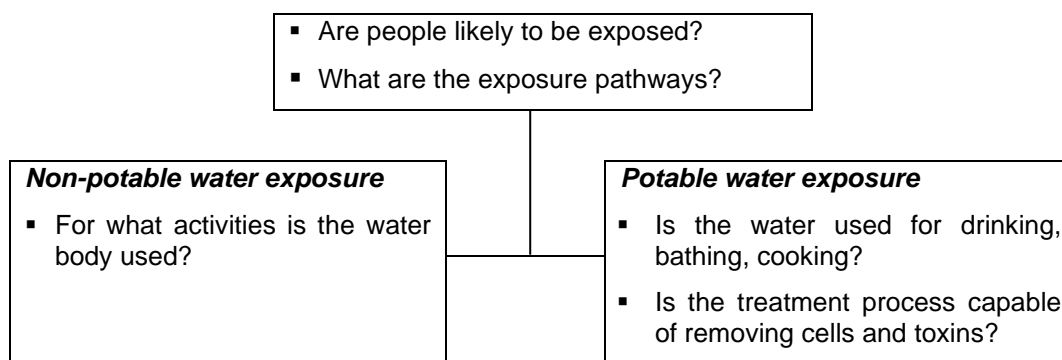 ▪ Are people likely to be exposed?
▪ What are the exposure pathways?
Non-potable water exposure
▪ For what activities is the water
body used?
Potable water exposure
▪ Is the water used for drinking,
bathing, cooking?
▪ Is the treatment process capable
of removing cells and toxins?